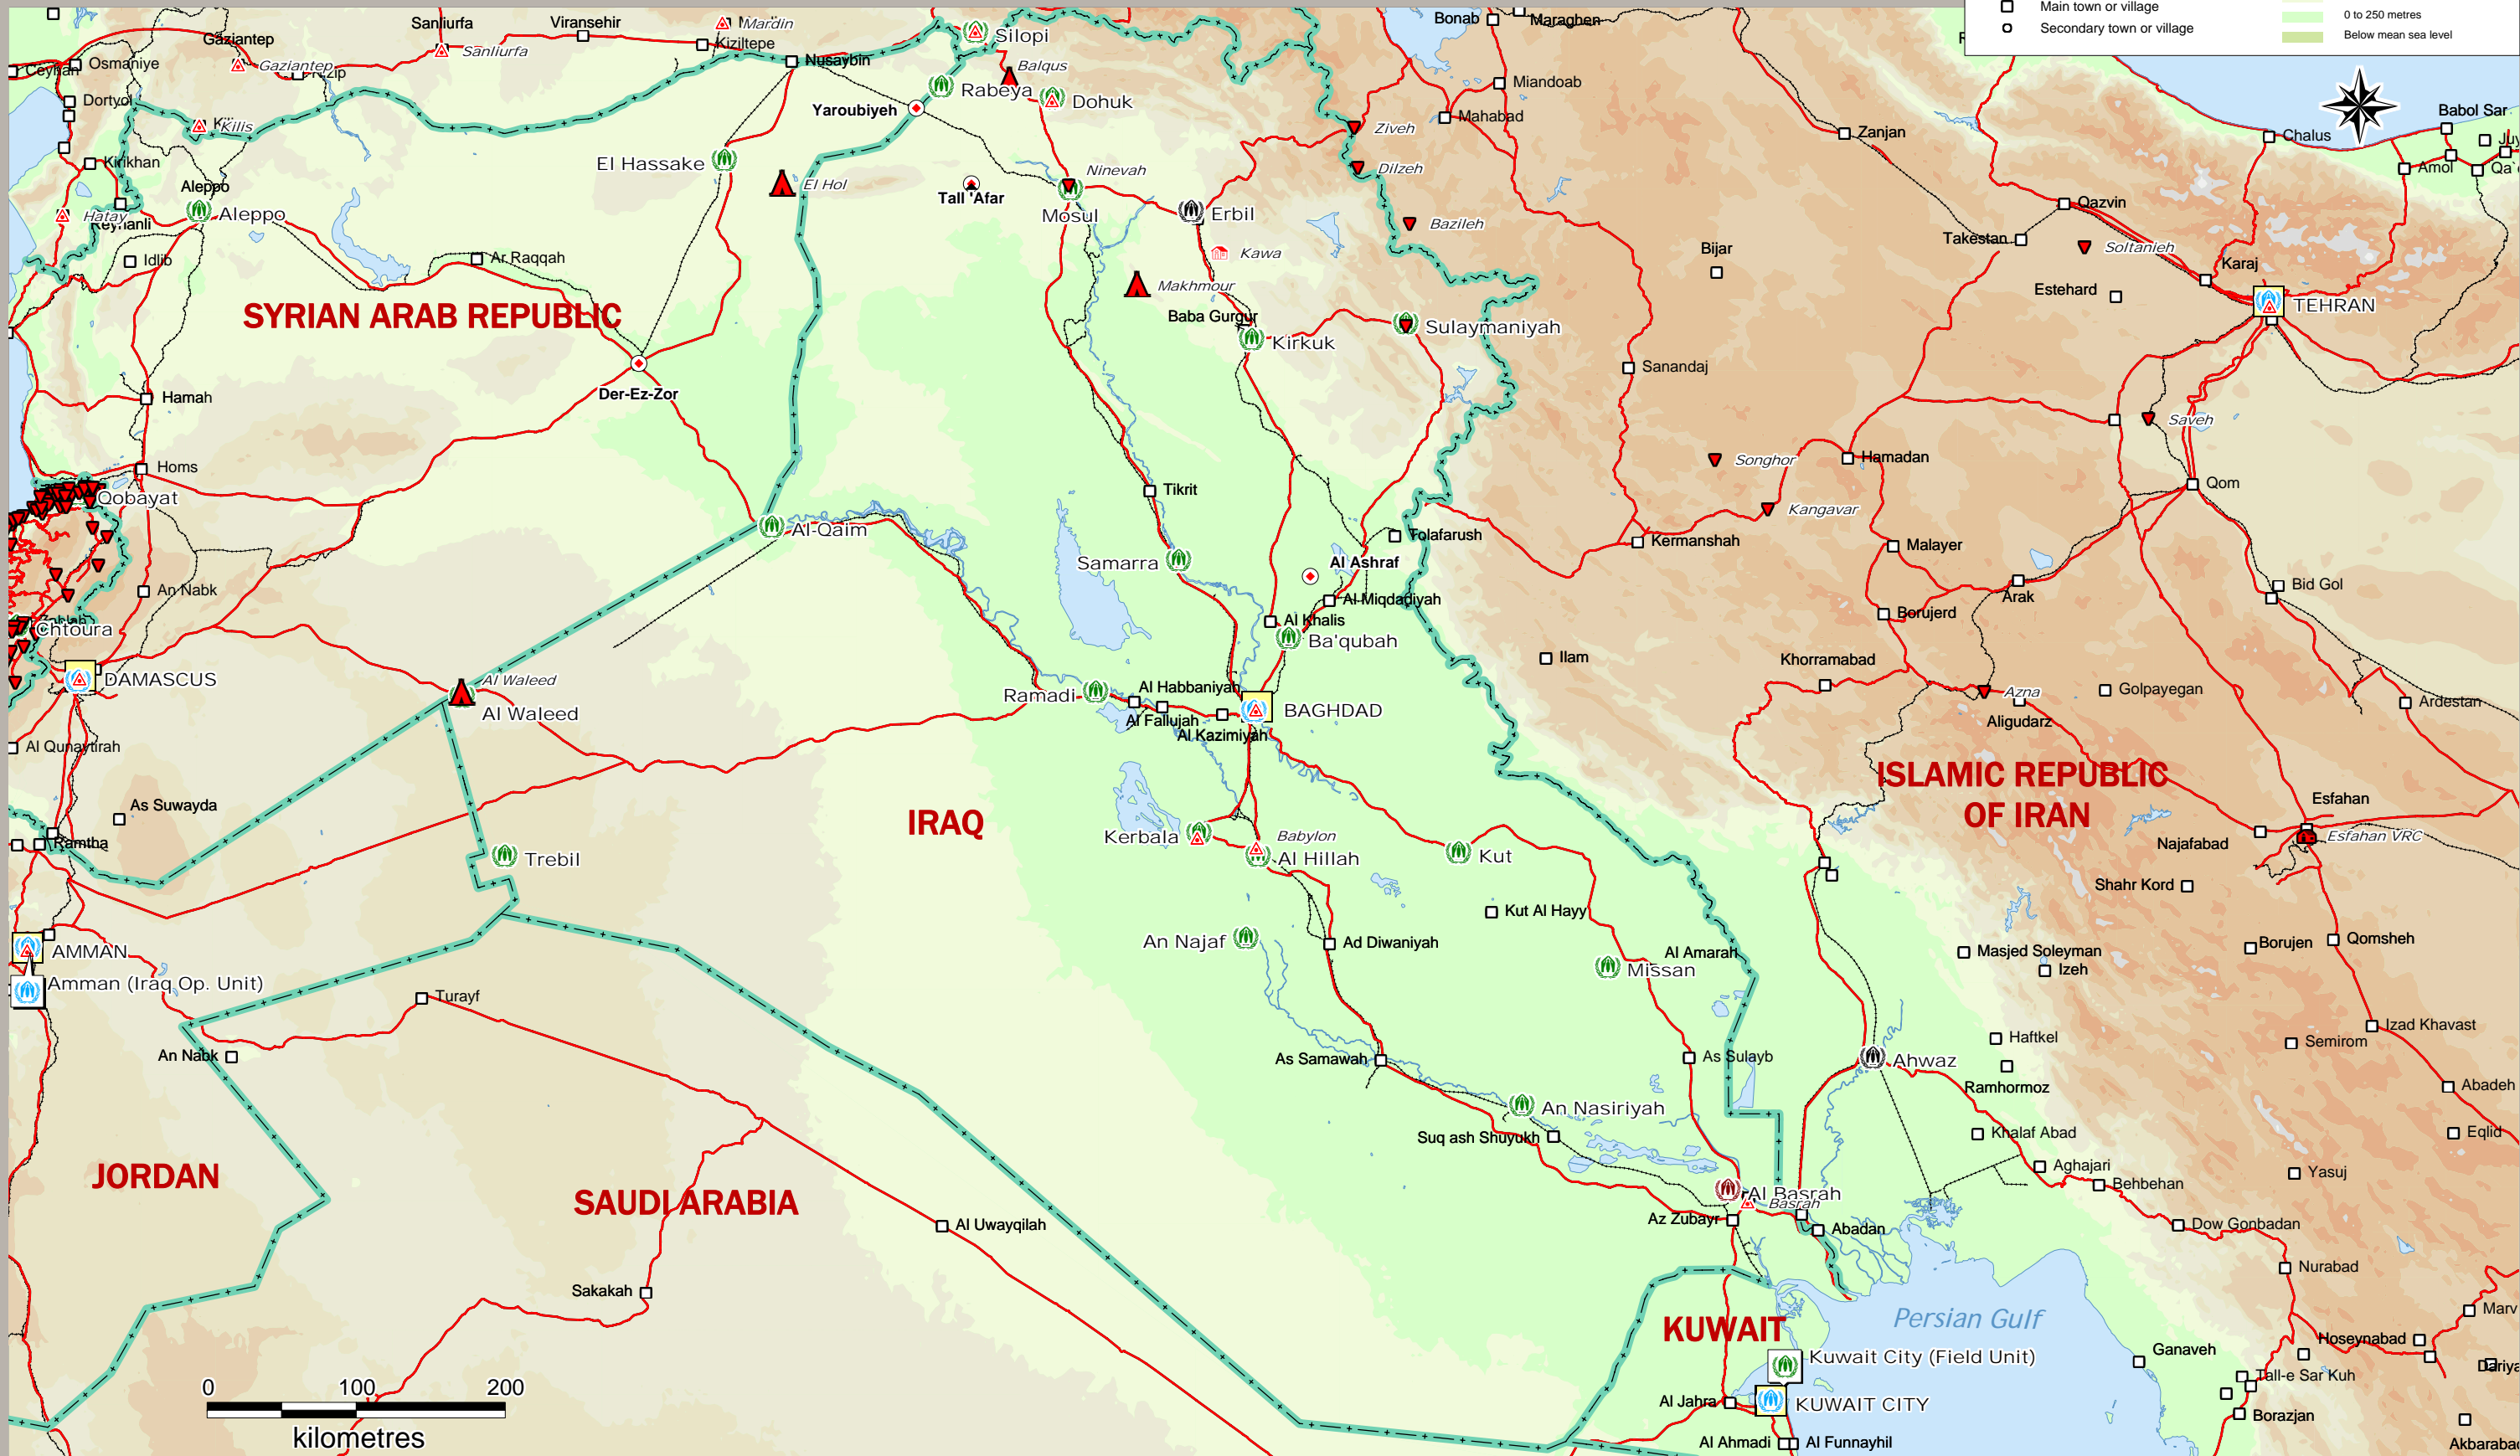 Main town or village
Secondary town or village
0 to 250 metres
Below mean sea level
Sanliurfa
Viransehir
Mardin
Silopi
Bonab
Maraghen
Gaziantep
Gaziantep
Sanliurfa
Kiziltepe
Nusaybin
Balqus
Ceyhan
Osmaniye
Rabeya
Dohuk
Miandoab
Dortyol
Yaroubiyeh
Mahabad
Babol Sar
Kilis
Ziveh
Zanjan
Chalus
Kirikhan
El Hassake
El Hol
Ninevah
Dilzeh
Amol
Aleppo
Tall 'Afar
Mosul
Erbil
Qazvin
Hatay
Reyhanli
Aleppo
Bazileh
Takestan
Soltanieh
Idlib
Ar Raqqah
Kawa
Bijar
Karaj
Makhmour
Estehard
TEHRAN
SYRIAN ARAB REPUBLIC
Baba Gurgur
Kirkuk
Sulaymaniyah
Sanandaj
Der-Ez-Zor
Hamah
Saveh
Homs
Songhor
Hamadan
Qobayat
Tikrit
Qom
Kangavar
Al-Qaim
Tolafarush
Kermanshah
Malayer
Samarra
Al Ashraf
An Nabk
Al Miqdadiyah
Arak
Bid Gol
Al Khalis
Borujerd
Chtoura
Ba'qubah
Ilam
Khorramabad
DAMASCUS
Al Waleed
Ramadi
Al Habbaniyah
Azna
Golpayegan
Al Waleed
Al Fallujah
BAGHDAD
Aligudarz
Ardestan
Al Kazimiyah
Al Qunaytirah
ISLAMIC REPUBLIC
OF IRAN
As Suwayda
IRAQ
Esfahan
Ramtha
Kerbala
Babylon
Najafabad
Esfahan VRC
Trebil
Al Hillah
Kut
Shahr Kord
Kut Al Hayy
An Najaf
Ad Diwaniyah
Al Amarah
Masjed Soleyman
Borujen
Qomsheh
AMMAN
Missan
Izeh
Amman (Iraq Op. Unit)
Turayf
Izad Khavast
An Nabk
As Samawah
As Sulayb
Ahwaz
Haftkel
Semirom
Ramhormoz
Abadeh
An Nasiriyah
Suq ash Shuyukh
Khalaf Abad
Eqlid
JORDAN
SAUDI ARABIA
Aghajari
Yasuj
Behbehan
Al Basrah
Basrah
Az Zubayr
Abadan
Al Uwayqilah
Dow Gonbadan
Sakakah
Nurabad
KUWAIT
Persian Gulf
Marv
Hoseynabad
Kuwait City (Field Unit)
Ganaveh
Tall-e Sar Kuh
0 100 200
kilometres
Al Jahra
KUWAIT CITY
Borazjan
Al Ahmadi
Al Funnayhil